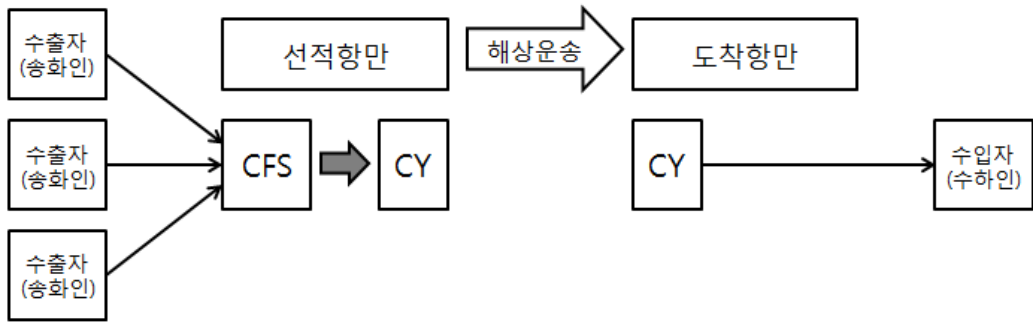 수출자
(송화인)
선적항만
해상운송
도착항만
수출자
(송화인)
CFS
CY
CY
수입자
(수하인)
수출자
(송화인)